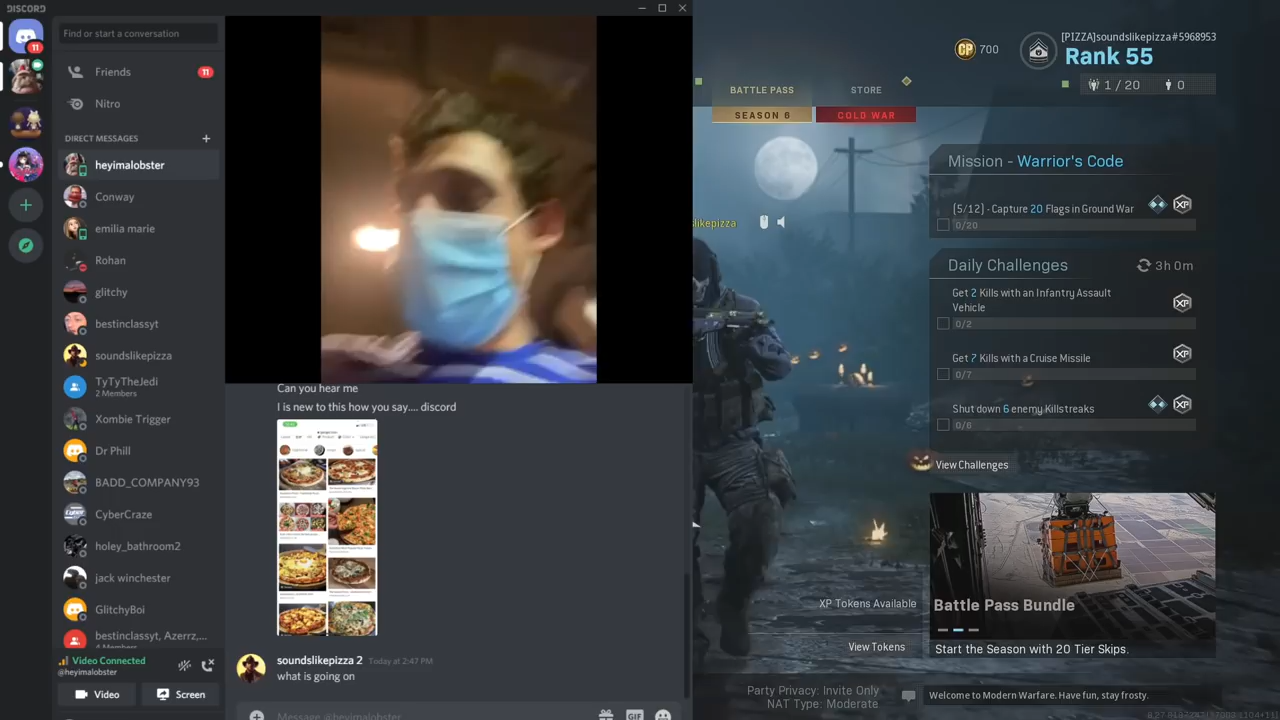 DISCORD
11
Find or start a conversation
Friends
11
Nitro
DIRECT MESSAGES
heyimalobster
Conway
emilia marie
Rohan
glitchy
bestinclassyt
soundslikepizza
TyTyTheJedi
2 Members
Xombie Trigger
Dr Phill
BADD_COMPANY93
CyberCraze
holey_bathroom2
jack winchester
GlitchyBoi
bestinclassyt, Azerrz,...
4 Members
Video Connected
@heyimalobster
Video
Screen
Can you hear me
I is new to this how you say.... discord
soundslikepizza 2 Today at 2:47 PM
what is going on
Message @heyimalobster
GIF
CP 700
[PIZZA]soundslikepizza#5968953
Rank 55
1 / 20
0
BATTLE PASS
STORE
SEASON 6
COLD WAR
likepizza
Mission - Warrior's Code
[5/12] - Capture 20 Flags in Ground War
XP
0/20
Daily Challenges
3h 0m
Get 2 Kills with an Infantry Assault
Vehicle
XP
0/2
Get 7 Kills with a Cruise Missile
XP
0/7
Shut down 6 enemy Killstreaks
XP
0/6
View Challenges
XP Tokens Available
View Tokens
Battle Pass Bundle
Start the Season with 20 Tier Skips.
Party Privacy: Invite Only
NAT Type: Moderate
Welcome to Modern Warfare. Have fun, stay frosty.